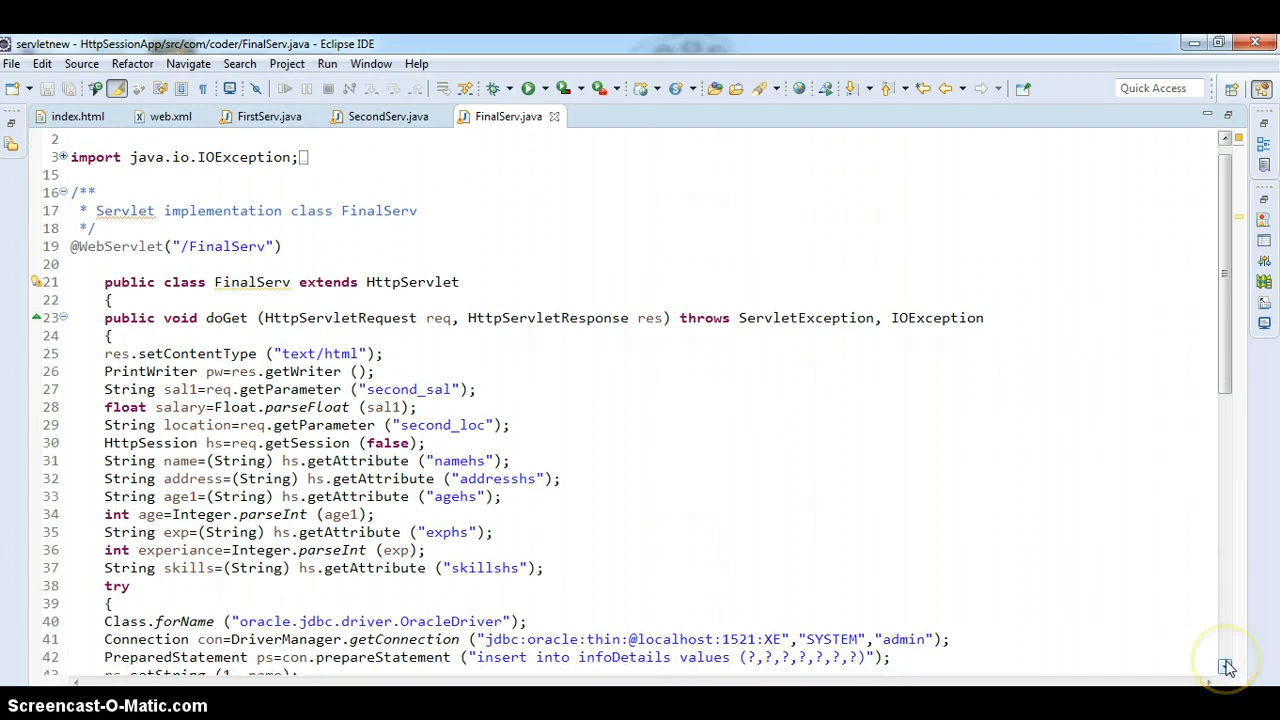 servletnew - HttpSessionApp/src/com/coder/FinalServ.java - Eclipse IDE
File Edit Source Refactor Navigate Search Project Run Window Help
Quick Access
index.html web.xml FirstServ.java SecondServ.java FinalServ.java
2
3 import java.io.IOException;
15
16 /**
17 * Servlet implementation class FinalServ
18 */
19 @WebServlet("/FinalServ")
20
21 public class FinalServ extends HttpServlet
22 {
23 public void doGet (HttpServletRequest req, HttpServletResponse res) throws ServletException, IOException
24 {
25 res.setContentType ("text/html");
26 PrintWriter pw=res.getWriter ();
27 String sal1=req.getParameter ("second_sal");
28 float salary=Float.parseFloat (sal1);
29 String location=req.getParameter ("second_loc");
30 HttpSession hs=req.getSession (false);
31 String name=(String) hs.getAttribute ("namehs");
32 String address=(String) hs.getAttribute ("addresshs");
33 String age1=(String) hs.getAttribute ("agehs");
34 int age=Integer.parseInt (age1);
35 String exp=(String) hs.getAttribute ("exphs");
36 int experiance=Integer.parseInt (exp);
37 String skills=(String) hs.getAttribute ("skillshs");
38 try
39 {
40 Class.forName ("oracle.jdbc.driver.OracleDriver");
41 Connection con=DriverManager.getConnection ("jdbc:oracle:thin:@localhost:1521:XE","SYSTEM","admin");
42 PreparedStatement ps=con.prepareStatement ("insert into infoDetails values (?,?,?,?,?,?,?)");
43 ps.setString (1, name);
Screencast-O-Matic.com